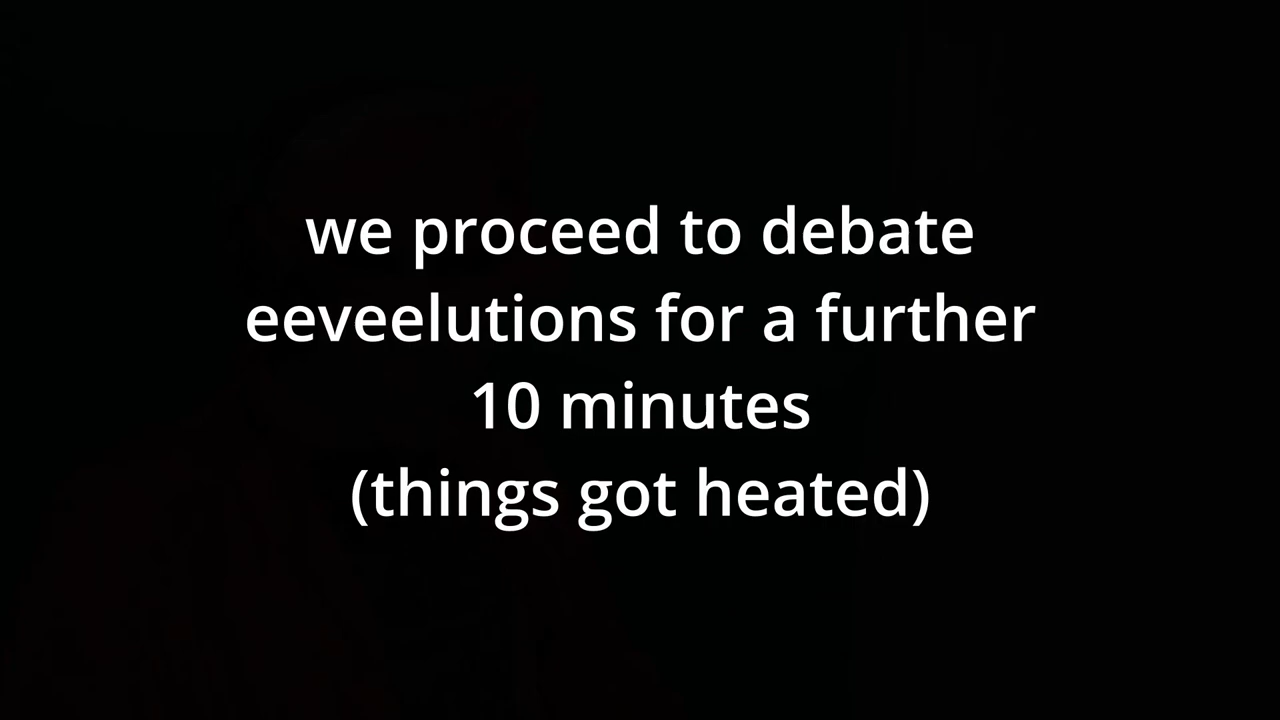 we proceed to debate
eeveelutions for a further
10 minutes
(things got heated)